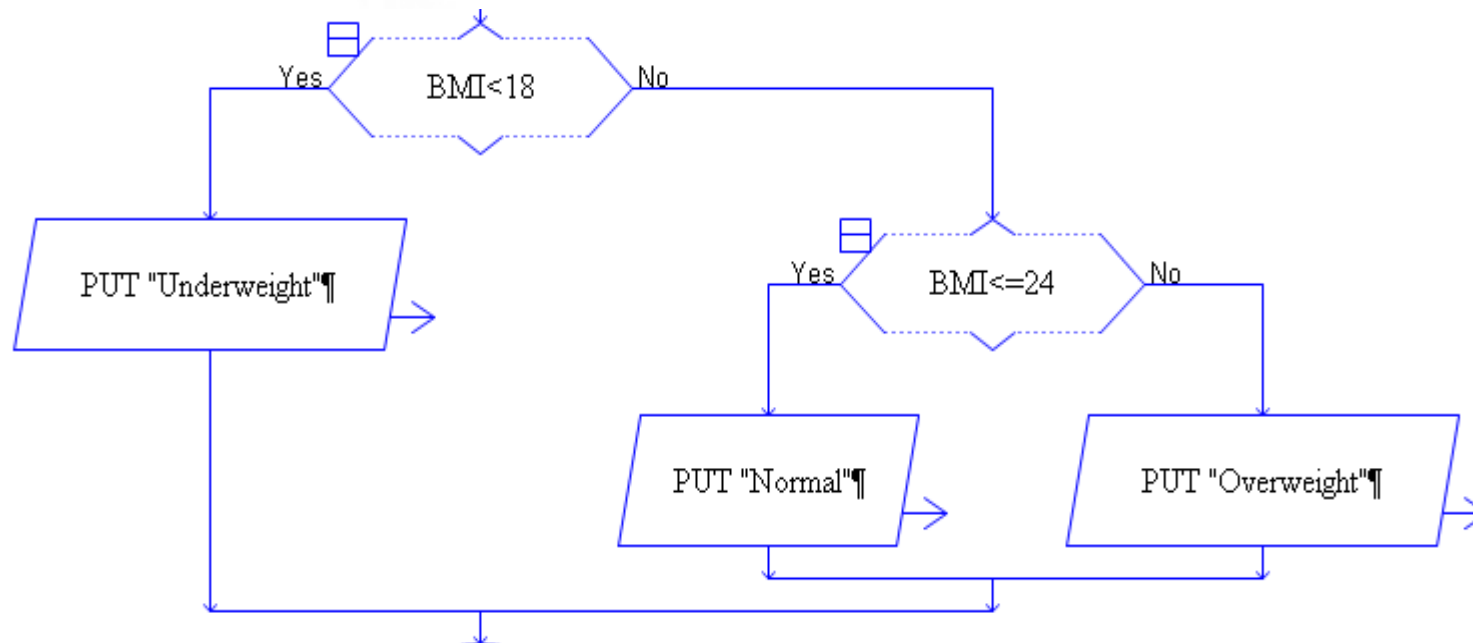 BMI<18
Yes
No
PUT "Underweight"¶
BMI<=24
Yes
No
PUT "Normal"¶
PUT "Overweight"¶